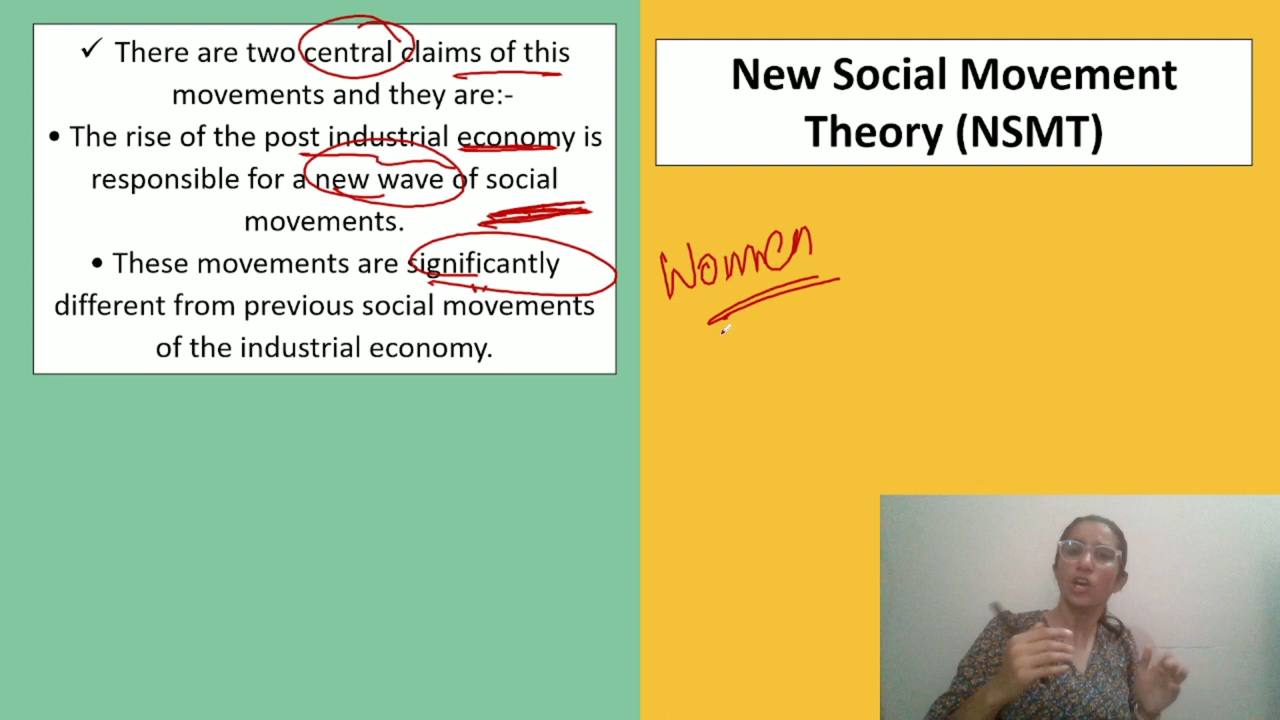 ✓ There are two central claims of this
movements and they are:-
• The rise of the post industrial economy is
responsible for a new wave of social
movements.
• These movements are significantly
different from previous social movements
of the industrial economy.
New Social Movement
Theory (NSMT)
Women